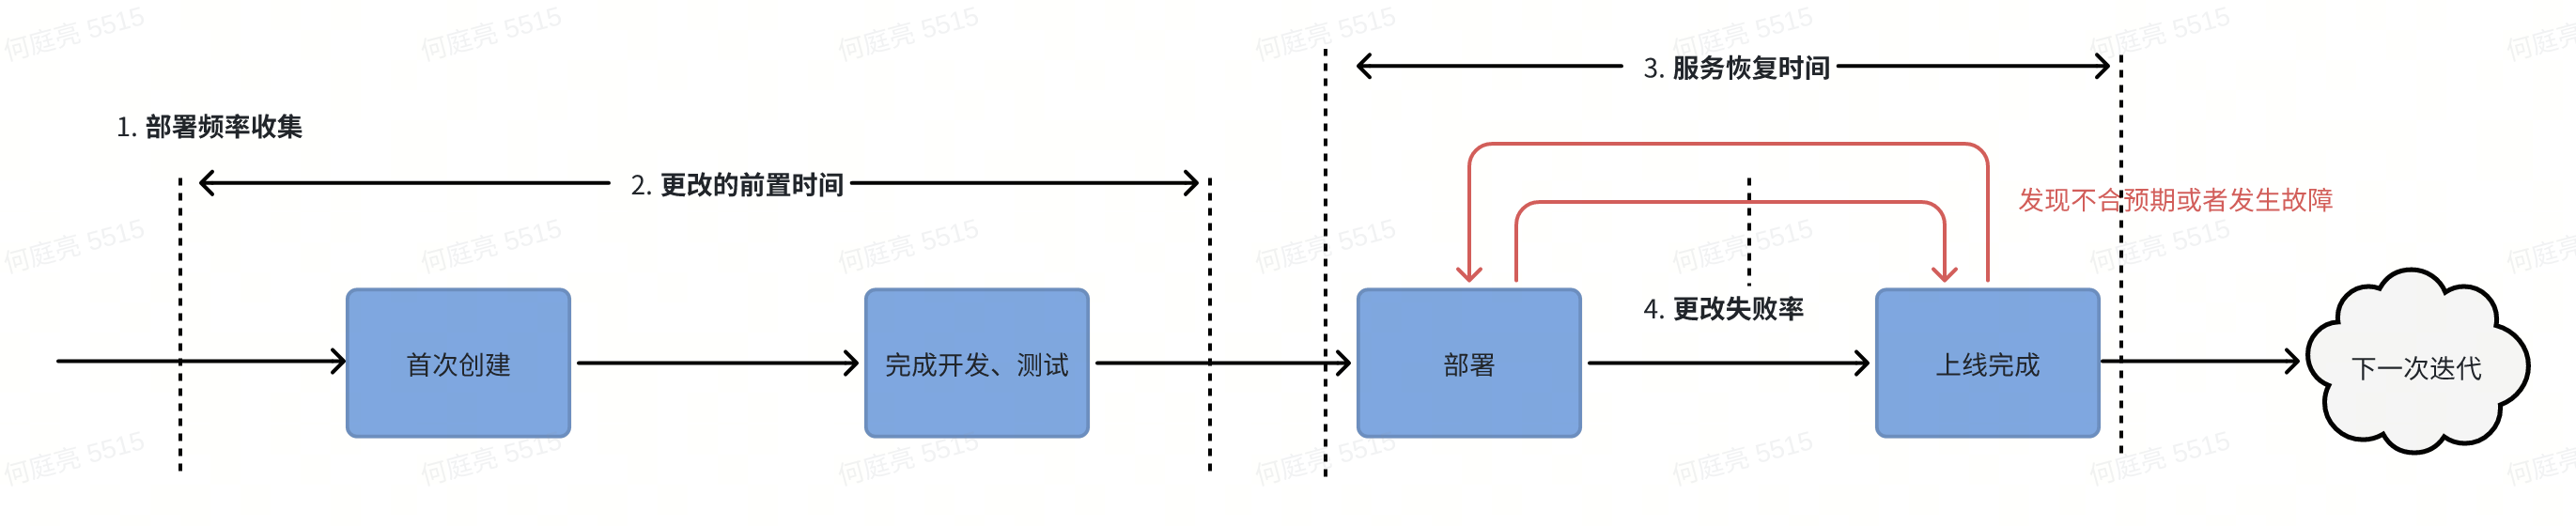 何庭亮 5515 何庭亮 5515 何庭亮 5515 何庭亮 5515 何庭亮 5515 何庭亮 5515 何庭亮
3. 服务恢复时间
1. 部署频率收集
2. 更改的前置时间
发现不合预期或者发生故障
何庭亮 5515 何庭亮 5515 何庭亮 5515 何庭亮 5515 何庭亮 5515 何庭亮 5515 何庭亮
4. 更改失败率
首次创建
完成开发、测试
部署
上线完成
下一次迭代
何庭亮 5515 何庭亮 5515 何庭亮 5515 何庭亮 5515 何庭亮 5515 何庭亮 5515 何庭亮